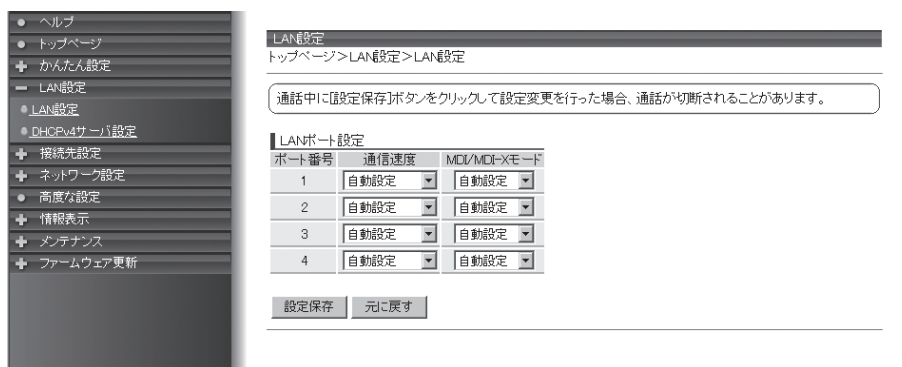 ヘルプ
トップページ
かんたん設定
LAN設定
LAN設定
DHCPv4サーバ設定
接続先設定
ネットワーク設定
高度な設定
情報表示
メンテナンス
ファームウェア更新
LAN設定
トップページ>LAN設定>LAN設定
通話中に[設定保存]ボタンをクリックして設定変更を行った場合、通話が切断されることがあります。
LANポート設定
ポート番号 通信速度 MDI/MDI-Xモード
1 自動設定 自動設定
2 自動設定 自動設定
3 自動設定 自動設定
4 自動設定 自動設定
設定保存 元に戻す